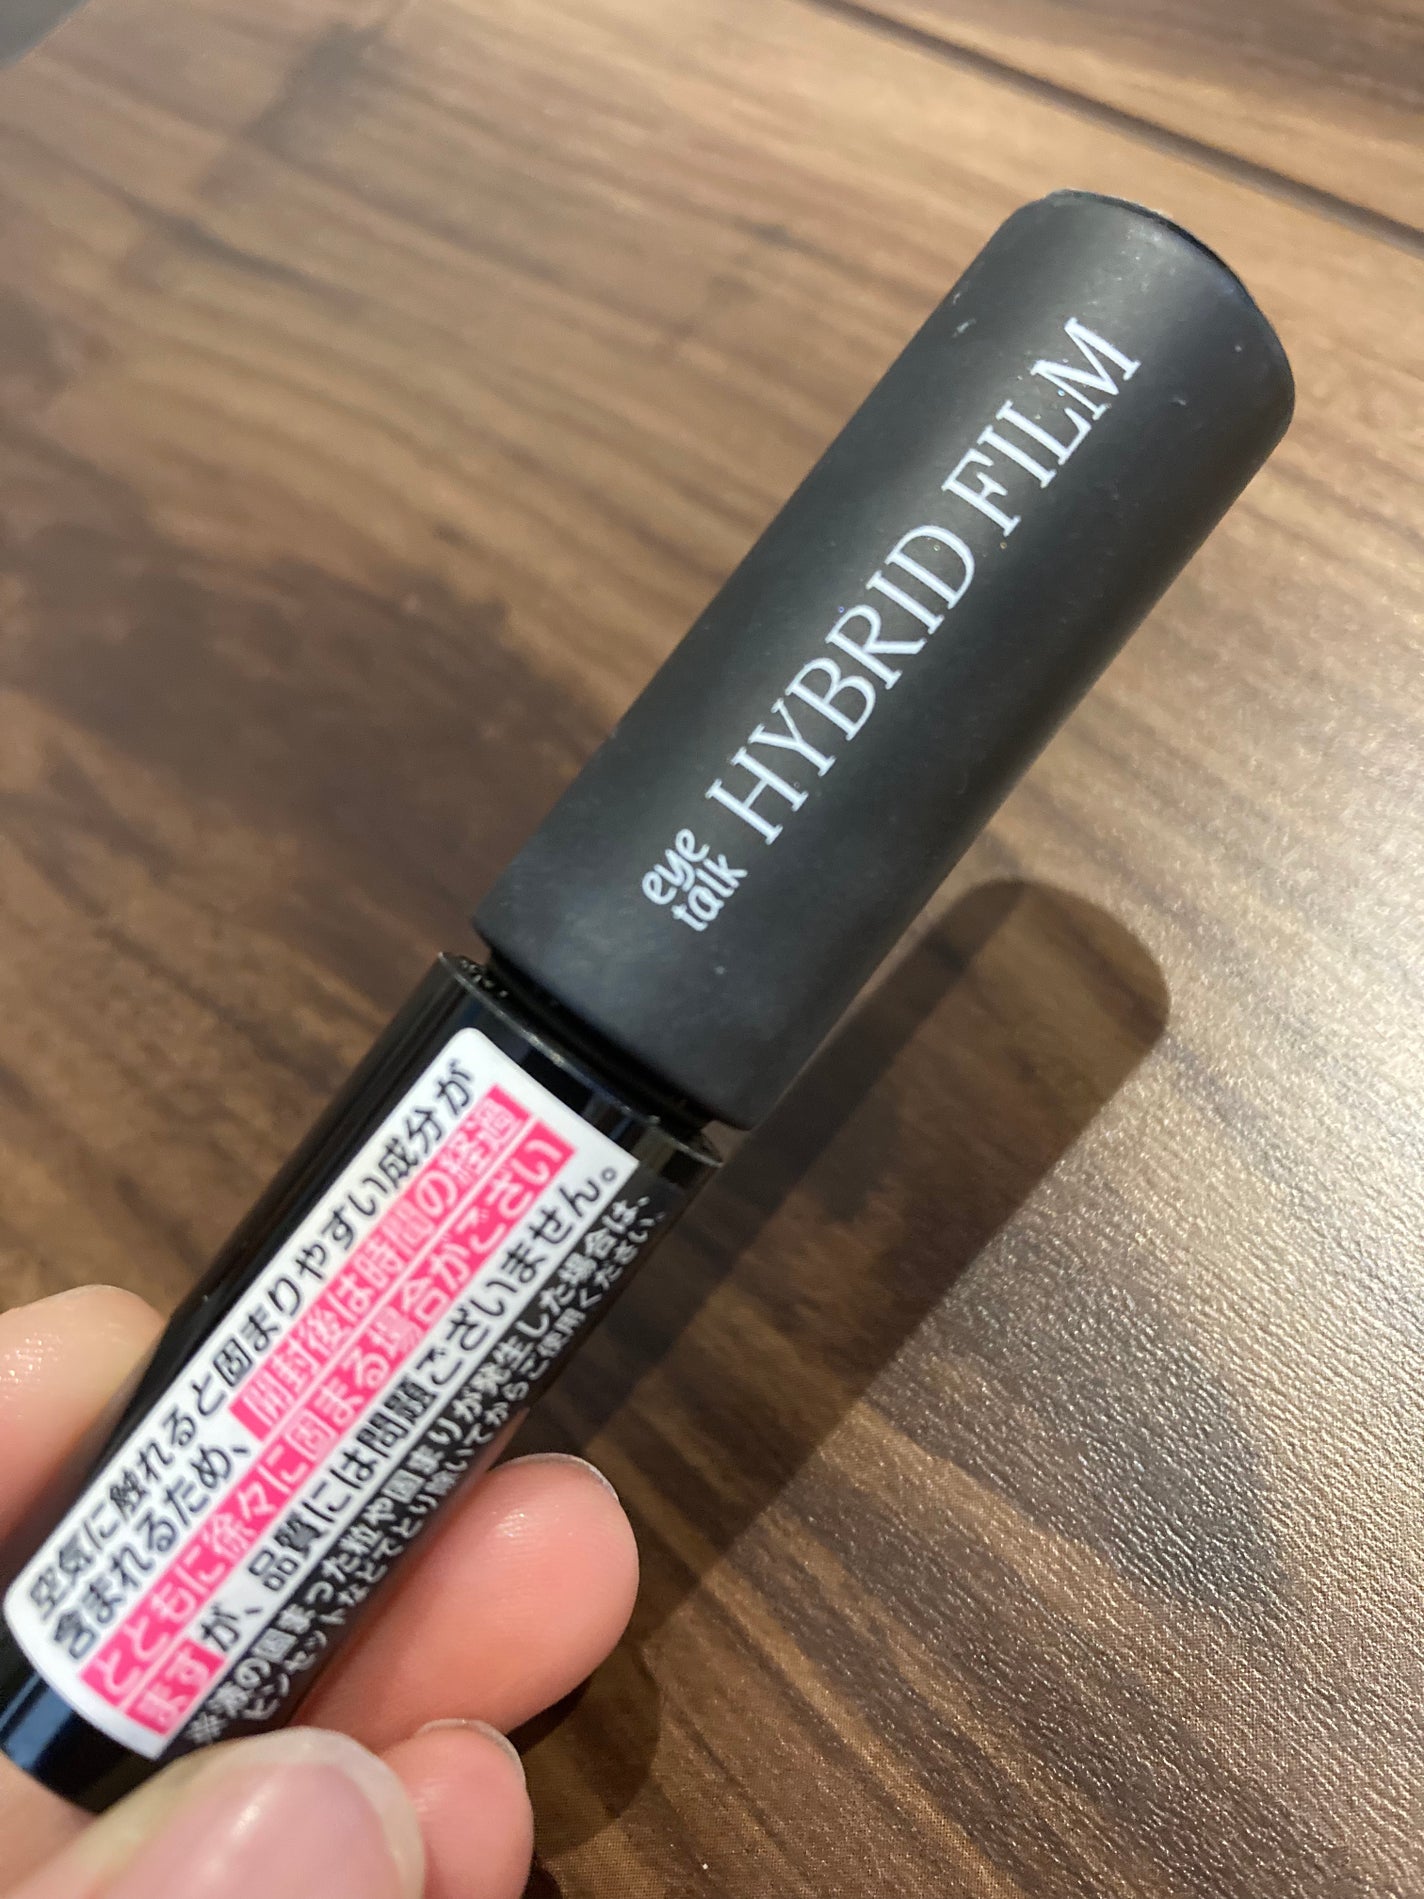 eye
talk
HYBRID FILM
空気に触れると固まりやすい成分が
含まれるため、開封後は時間の経過
とともに徐々に固まる場合がござい
ますが、品質には問題ございません。
※液の固まった粒や固まりが発生した場合は、
ピンセットなどでとり除いてからご使用ください。